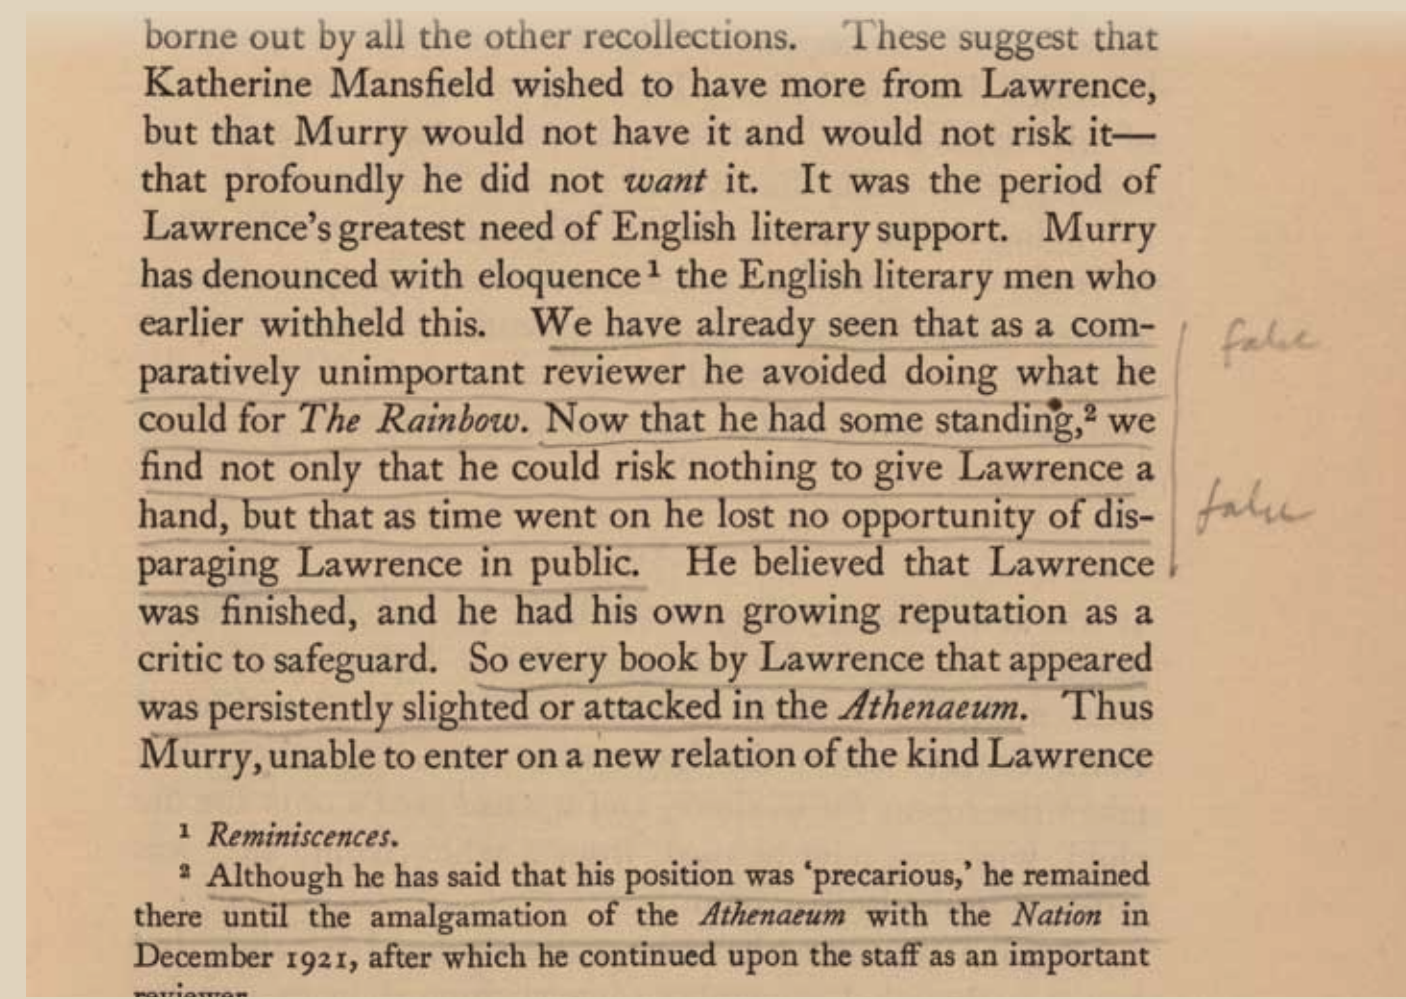 borne out by all the other recollections. These suggest that
Katherine Mansfield wished to have more from Lawrence,
but that Murry would not have it and would not risk it—
that profoundly he did not want it. It was the period of
Lawrence's greatest need of English literary support. Murry
has denounced with eloquence¹ the English literary men who
earlier withheld this. We have already seen that as a com-
paratively unimportant reviewer he avoided doing what he
false
could for The Rainbow. Now that he had some standing,² we
find not only that he could risk nothing to give Lawrence a
hand, but that as time went on he lost no opportunity of dis-
false
paraging Lawrence in public. He believed that Lawrence
was finished, and he had his own growing reputation as a
critic to safeguard. So every book by Lawrence that appeared
was persistently slighted or attacked in the Athenaeum. Thus
Murry, unable to enter on a new relation of the kind Lawrence
¹ Reminiscences.
² Although he has said that his position was 'precarious,' he remained
there until the amalgamation of the Athenaeum with the Nation in
December 1921, after which he continued upon the staff as an important
reviewer.